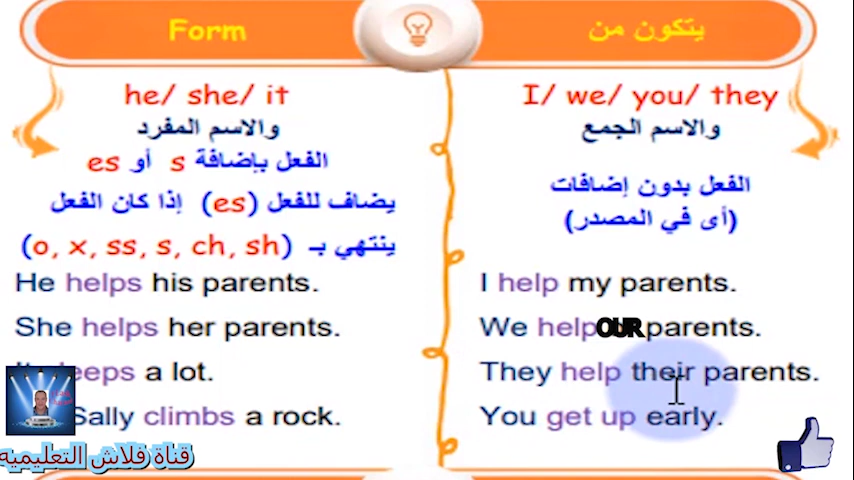 Form
يتكون من
he/ she/ it
والاسم المفرد
الفعل بإضافة s أو es
يضاف للفعل (es) إذا كان الفعل
ينتهي بـ (o, x, ss, s, ch, sh)
He helps his parents.
She helps her parents.
a lot.
Sally climbs a rock.
I/ we/ you/ they
والاسم الجمع
الفعل بدون إضافات
(أى في المصدر)
I help my parents.
We help OUR parents.
They help their parents.
You get up early.
قناة فلاش التعليميه